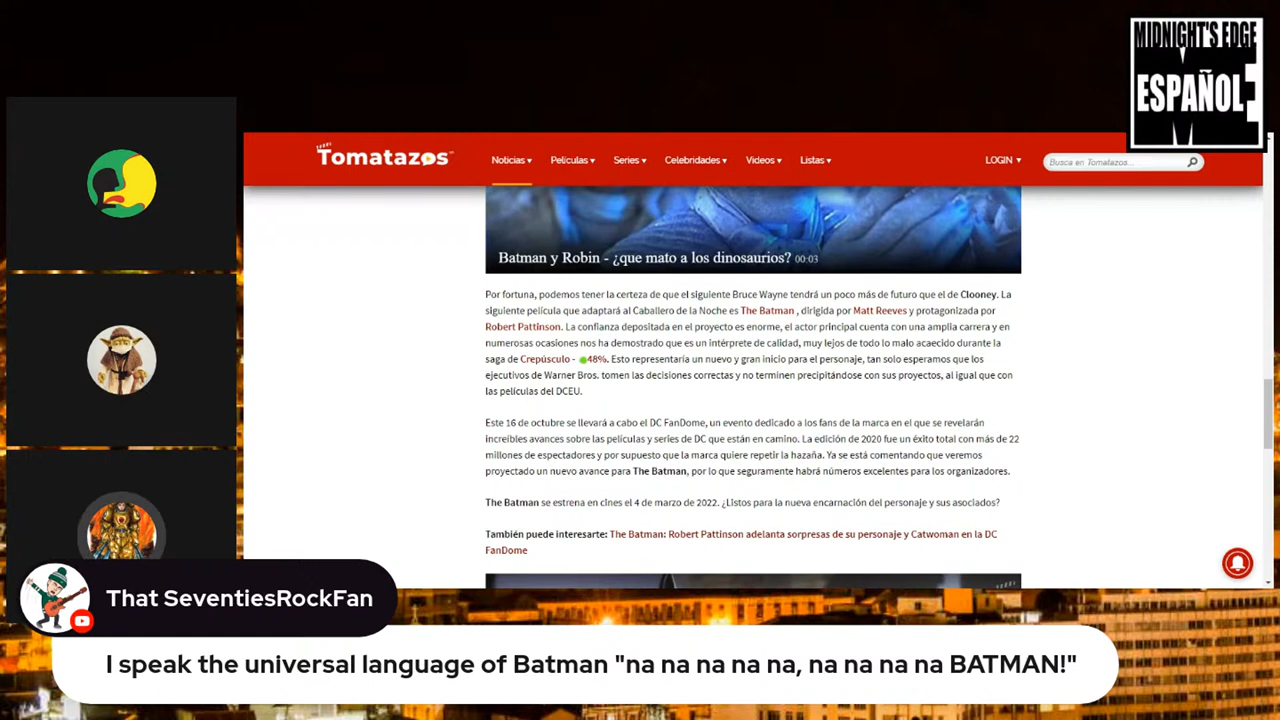 MIDNIGHT'S EDGE
ESPAÑOL
Tomatazos
Noticias Películas Series Celebridades Videos Listas LOGIN Busca en Tomatazos...
Batman y Robin - ¿que mato a los dinosaurios? 00:03
Por fortuna, podemos tener la certeza de que el siguiente Bruce Wayne tendrá un poco más de futuro que el de Clooney. La
siguiente película que adaptará al Caballero de la Noche es The Batman , dirigida por Matt Reeves y protagonizada por
Robert Pattinson. La confianza depositada en el proyecto es enorme, el actor principal cuenta con una amplia carrera y en
numerosas ocasiones nos ha demostrado que es un intérprete de calidad, muy lejos de todo lo malo acaecido durante la
saga de Crepúsculo - 48%. Esto representaría un nuevo y gran inicio para el personaje, tan solo esperamos que los
ejecutivos de Warner Bros. tomen las decisiones correctas y no terminen precipitándose con sus proyectos, al igual que con
las películas del DCEU.
Este 16 de octubre se llevará a cabo el DC FanDome, un evento dedicado a los fans de la marca en el que se revelarán
increíbles avances sobre las películas y series de DC que están en camino. La edición de 2020 fue un éxito total con más de 22
millones de espectadores y por supuesto que la marca quiere repetir la hazaña. Ya se está comentando que veremos
proyectado un nuevo avance para The Batman, por lo que seguramente habrá números excelentes para los organizadores.
The Batman se estrena en cines el 4 de marzo de 2022. ¿Listos para la nueva encarnación del personaje y sus asociados?
También puede interesarte: The Batman: Robert Pattinson adelanta sorpresas de su personaje y Catwoman en la DC
FanDome
That SeventiesRockFan
I speak the universal language of Batman "na na na na na, na na na na BATMAN!"